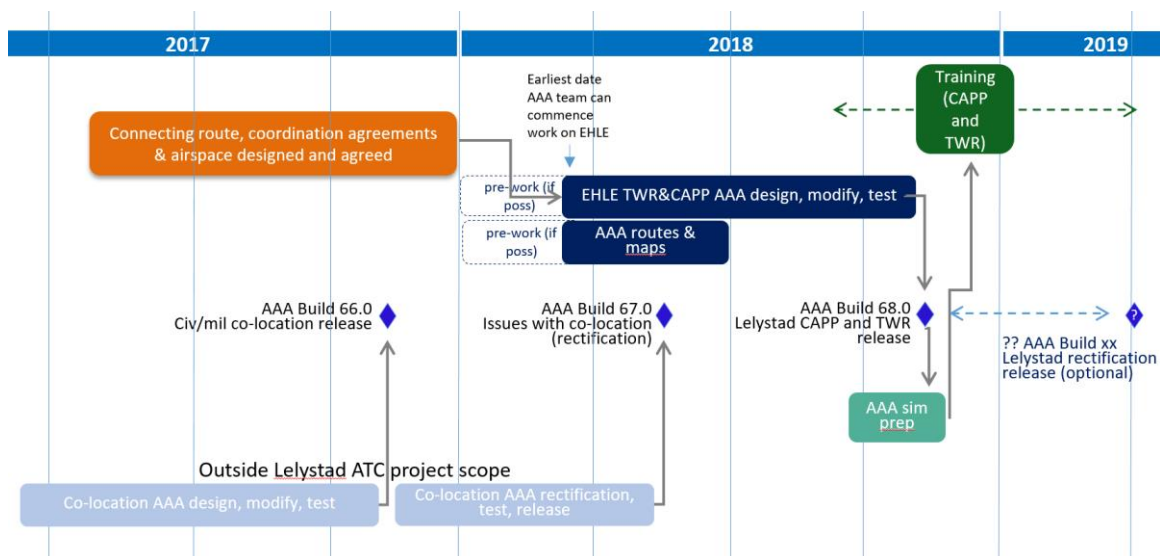 2017
2018
2019
Earliest date
AAA team can
commence
work on EHLE
Training
(CAPP
and
TWR)
Connecting route, coordination agreements
& airspace designed and agreed
pre-work (if
poss)
EHLE TWR&CAPP AAA design, modify, test
pre-work (if
poss)
AAA routes &
maps
AAA Build 66.0
Civ/mil co-location release
AAA Build 67.0
Issues with co-location
(rectification)
AAA Build 68.0
Lelystad CAPP and TWR
release
?
?? AAA Build xx
Lelystad rectification
release (optional)
AAA sim
prep
Outside Lelystad ATC project scope
Co-location AAA design, modify, test
Co-location AAA rectification,
test, release